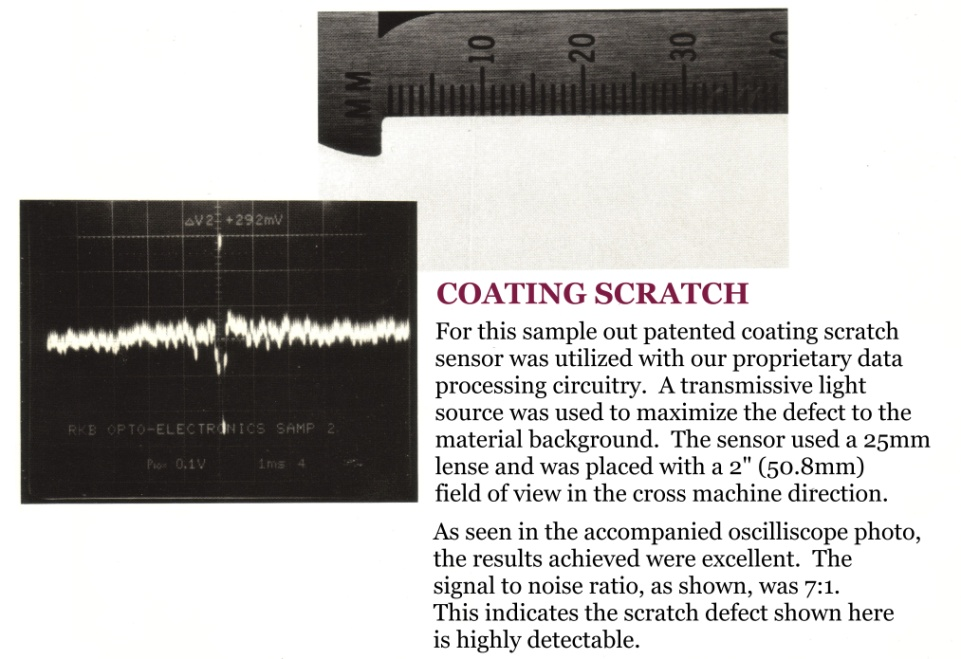 MM 10 20 30 40
△V2 +292mV
RKB OPTO-ELECTRONICS SAMP 2
0.1V 1ms 4
COATING SCRATCH
For this sample out patented coating scratch
sensor was utilized with our proprietary data
processing circuitry. A transmissive light
source was used to maximize the defect to the
material background. The sensor used a 25mm
lense and was placed with a 2" (50.8mm)
field of view in the cross machine direction.
As seen in the accompanied oscilliscope photo,
the results achieved were excellent. The
signal to noise ratio, as shown, was 7:1.
This indicates the scratch defect shown here
is highly detectable.